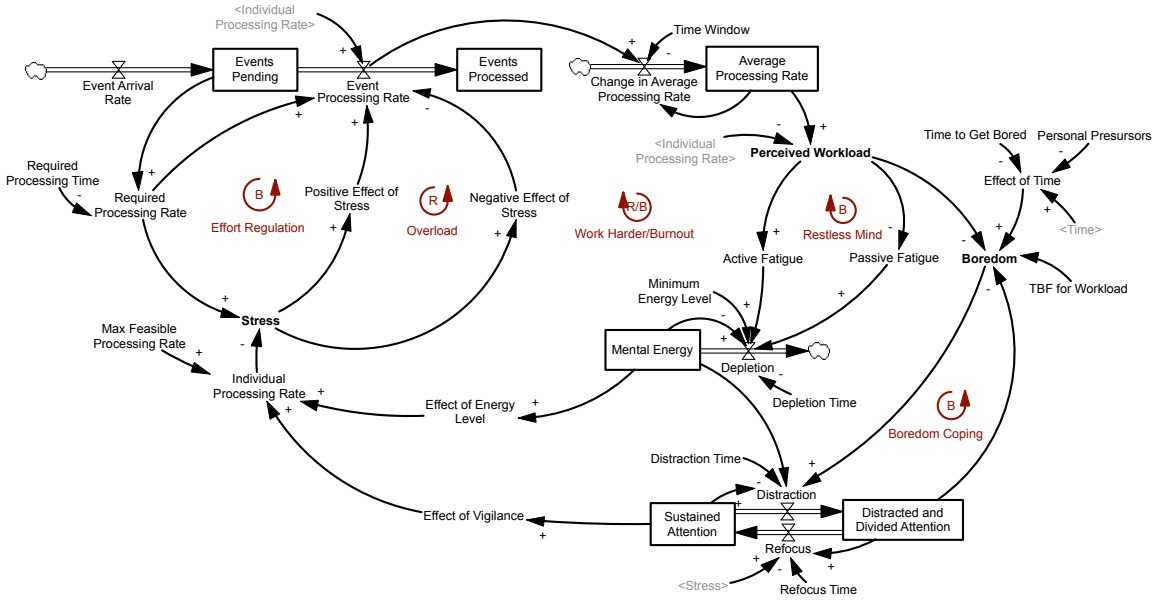 <Individual
Processing Rate>
Time Window
Events
Pending
Events
Processed
Average
Processing Rate
+
+
-
Event Arrival
Rate
Event
Processing Rate
Change in Average
Processing Rate
+
+
-
-
+
<Individual
Processing Rate>
Perceived Workload
Time to Get Bored
Personal Presursors
-
-
Effect of Time
Required
Processing Time
+
-
Required
Processing Rate
B
Effort Regulation
Positive Effect of
Stress
R
Overload
Negative Effect of
Stress
R/B
Work Harder/Burnout
B
Restless Mind
+
<Time>
+
+
+
-
-
+
Active Fatigue
Passive Fatigue
Boredom
Minimum
Energy Level
+
+
-
TBF for Workload
+
Stress
+
-
+
Max Feasible
Processing Rate
+
-
Mental Energy
Depletion
-
Individual
Processing Rate
+
+
Effect of Energy
Level
+
Depletion Time
B
Boredom Coping
Distraction Time
+
-
Distraction
+
Effect of Vigilance
+
Sustained
Attention
Distracted and
Divided Attention
Refocus
+
-
+
<Stress>
Refocus Time